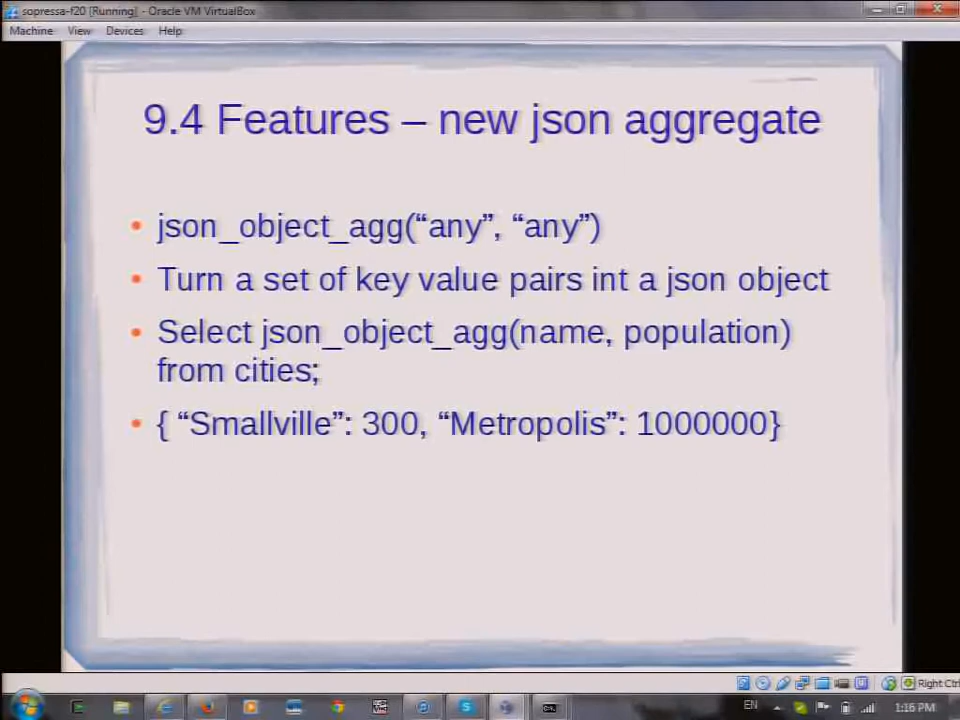 sopressa-f20 [Running] - Oracle VM VirtualBox
Machine View Devices Help
9.4 Features – new json aggregate
json_object_agg(“any”, “any”)
Turn a set of key value pairs int a json object
Select json_object_agg(name, population)
from cities;
{ “Smallville”: 300, “Metropolis”: 1000000}
Right Ctrl
EN
1:16 PM